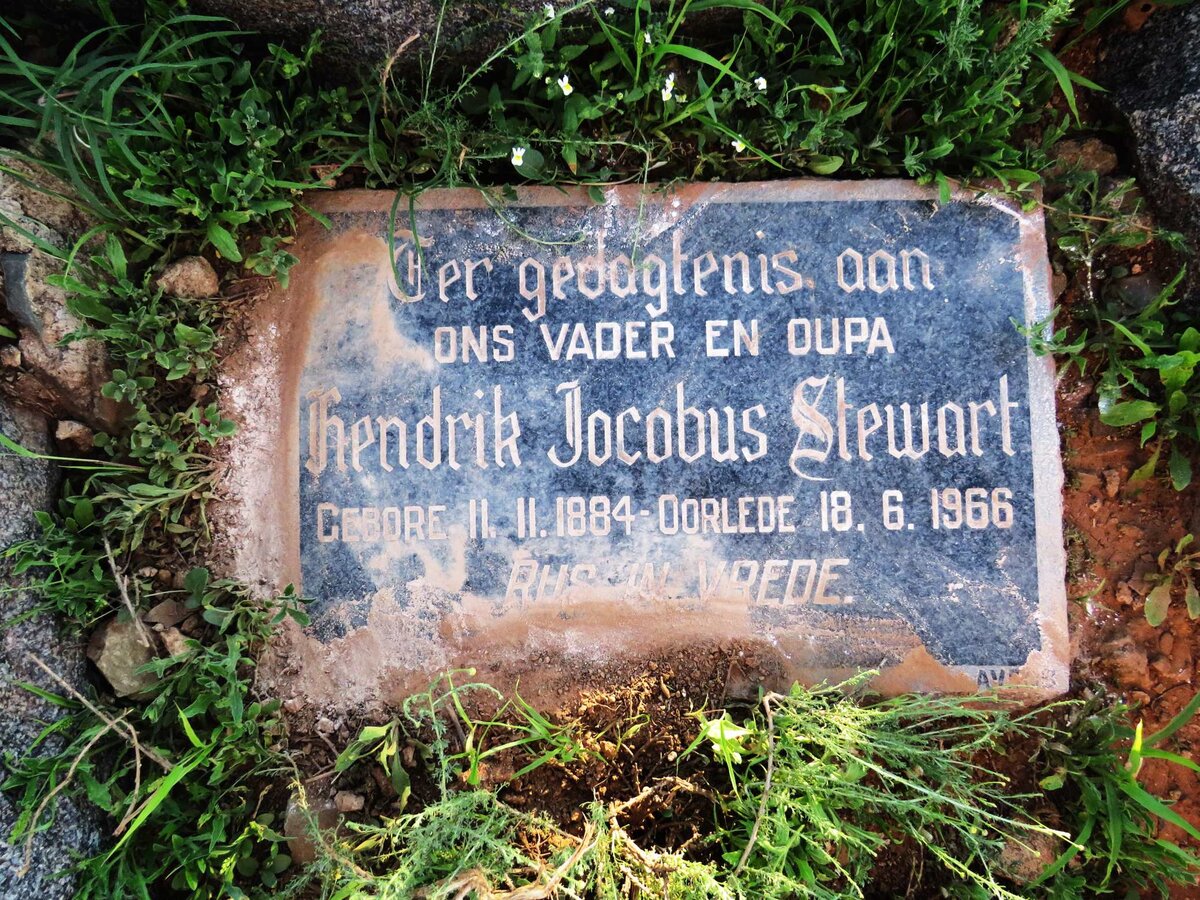 Ter gedagtenis aan
ONS VADER EN OUPA
Hendrik Jacobus Stewart
GEBORE 11. 11. 1884 - OORLEDE 18. 6. 1966
RUS IN VREDE.